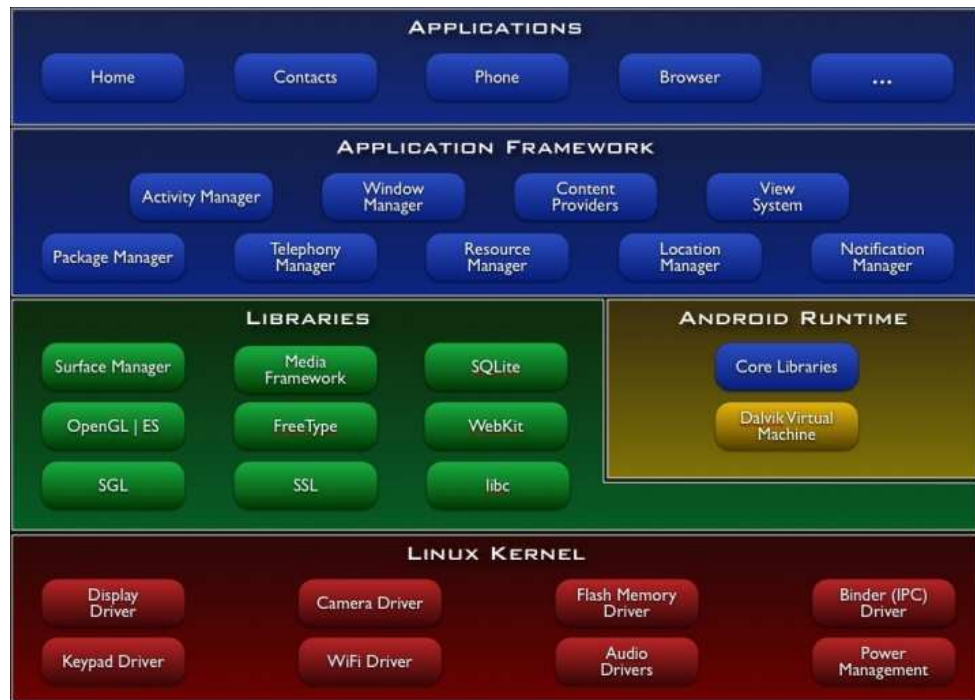 APPLICATIONS
Home
Contacts
Phone
Browser
...
APPLICATION FRAMEWORK
Activity Manager
Window
Manager
Content
Providers
View
System
Package Manager
Telephony
Manager
Resource
Manager
Location
Manager
Notification
Manager
LIBRARIES
Surface Manager
Media
Framework
SQLite
OpenGL | ES
FreeType
WebKit
SGL
SSL
libc
ANDROID RUNTIME
Core Libraries
Dalvik Virtual
Machine
LINUX KERNEL
Display
Driver
Camera Driver
Flash Memory
Driver
Binder (IPC)
Driver
Keypad Driver
WiFi Driver
Audio
Drivers
Power
Management